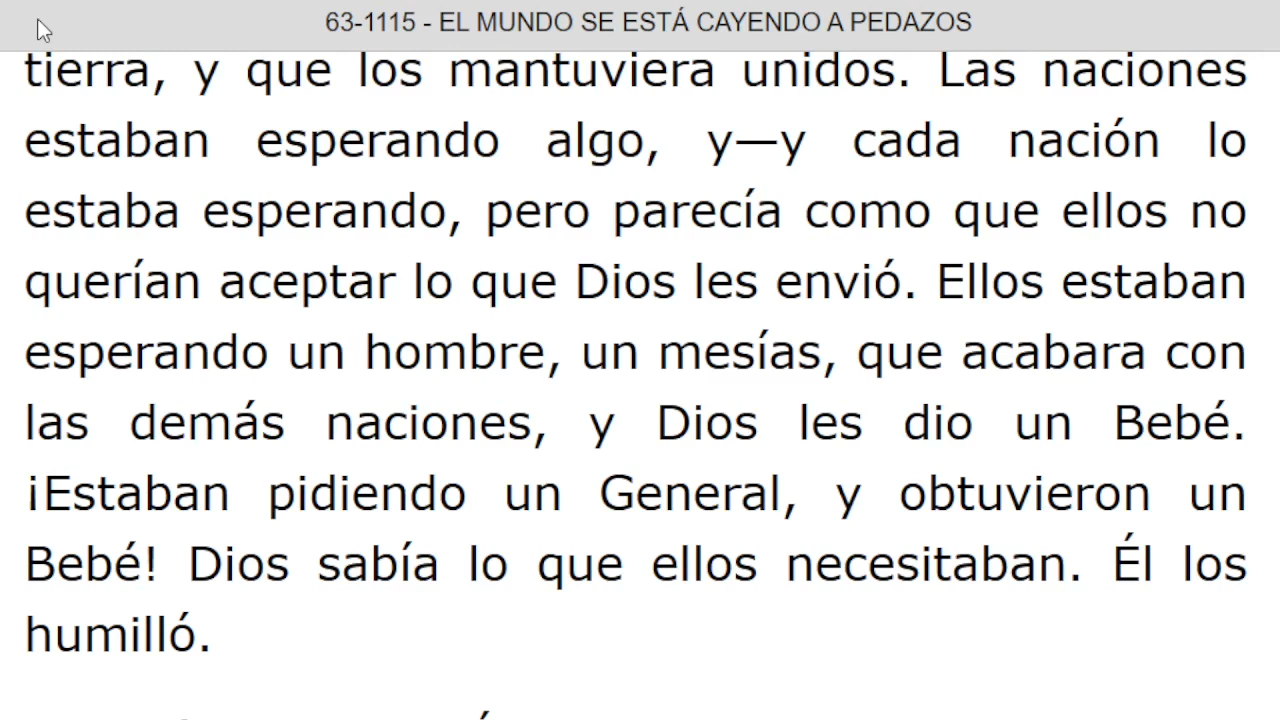 63-1115 - EL MUNDO SE ESTÁ CAYENDO A PEDAZOS
tierra, y que los mantuviera unidos. Las naciones
estaban esperando algo, y—y cada nación lo
estaba esperando, pero parecía como que ellos no
querían aceptar lo que Dios les envió. Ellos estaban
esperando un hombre, un mesías, que acabara con
las demás naciones, y Dios les dio un Bebé.
¡Estaban pidiendo un General, y obtuvieron un
Bebé! Dios sabía lo que ellos necesitaban. Él los
humilló.